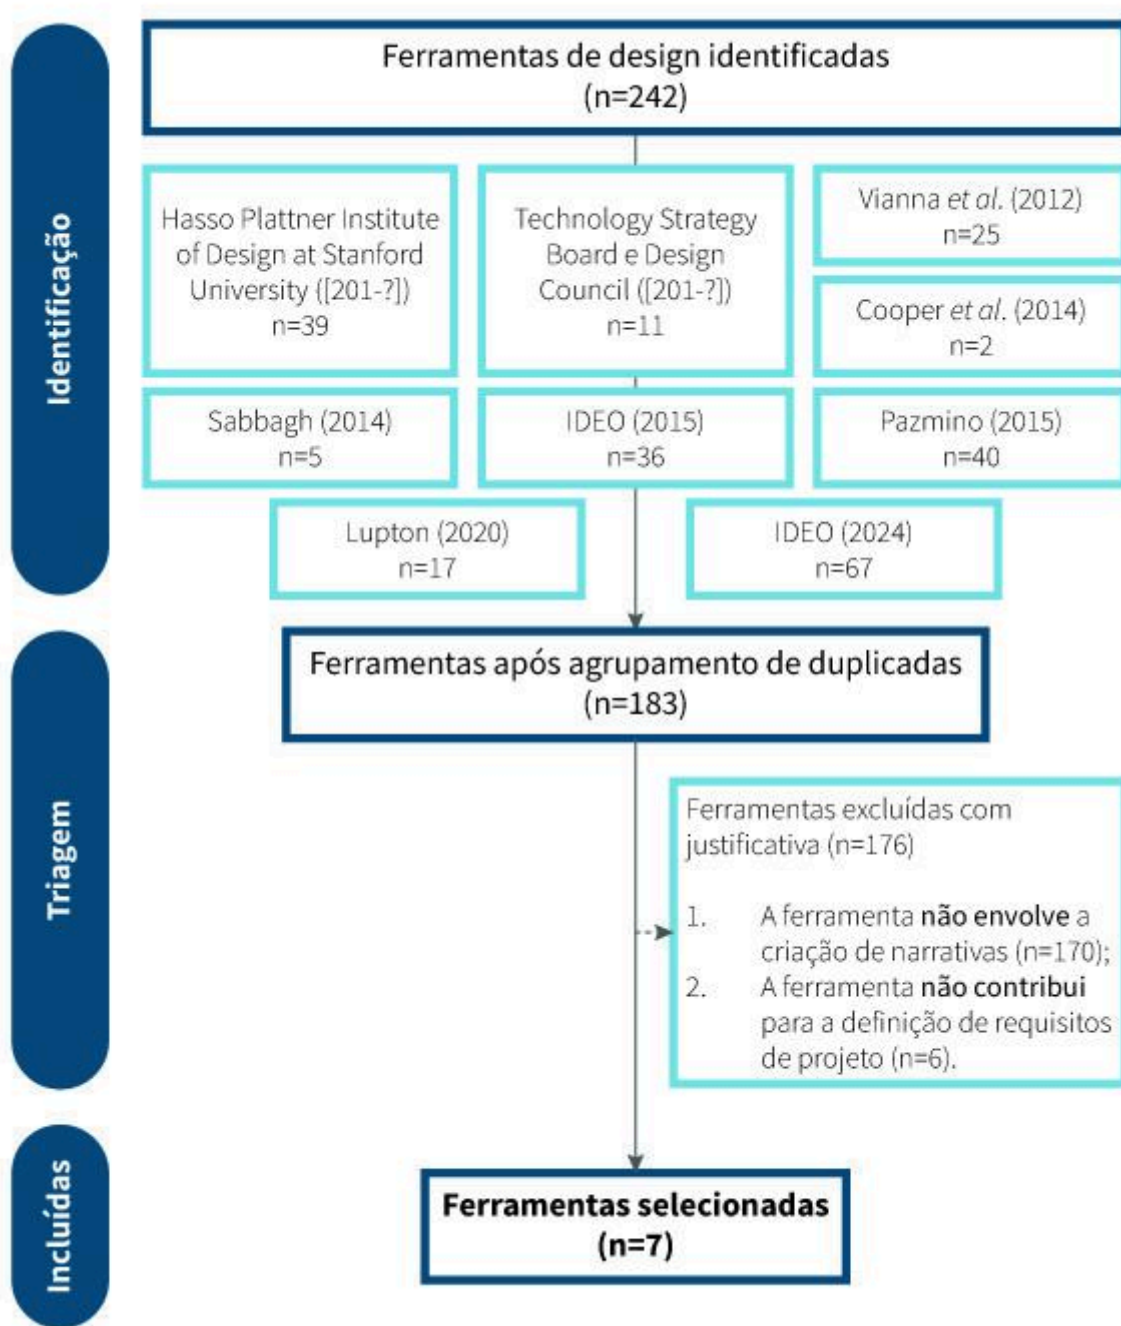 Identificação
Ferramentas de design identificadas
(n=242)
Hasso Plattner Institute
of Design at Stanford
University ([201-?])
n=39
Technology Strategy
Board e Design
Council ([201-?])
n=11
Vianna et al. (2012)
n=25
Cooper et al. (2014)
n=2
Sabbagh (2014)
n=5
IDEO (2015)
n=36
Pazmino (2015)
n=40
Lupton (2020)
n=17
IDEO (2024)
n=67
Triagem
Ferramentas após agrupamento de duplicadas
(n=183)
Ferramentas excluídas com
justificativa (n=176)
1. A ferramenta não envolve a
criação de narrativas (n=170);
2. A ferramenta não contribui
para a definição de requisitos
de projeto (n=6).
Incluídas
Ferramentas selecionadas
(n=7)